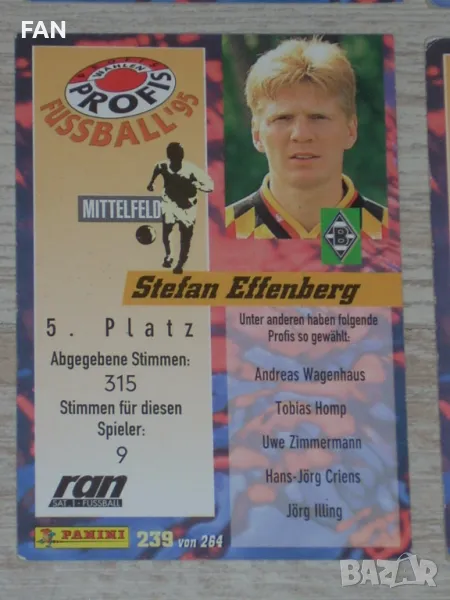 FAN
PROFIS WÄHLEN PROFIS
FUSSBALL '95
MITTELFELD
B
Stefan Effenberg
5. Platz
Abgegebene Stimmen:
315
Stimmen für diesen
Spieler:
9
ran
SAT.1-FUSSBALL
Unter anderen haben folgende
Profis so gewählt:
Andreas Wagenhaus
Tobias Homp
Uwe Zimmermann
Hans-Jörg Criens
Jörg Illing
PANINI
239 von 264
bazar